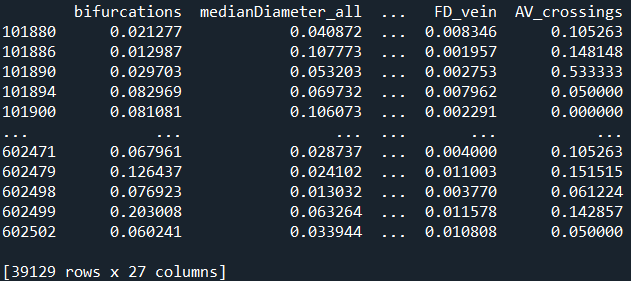 bifurcations medianDiameter_all ... FD_vein AV_crossings
101880 0.021277 0.040872 ... 0.008346 0.105263
101886 0.012987 0.107773 ... 0.001957 0.148148
101890 0.029703 0.053203 ... 0.002753 0.533333
101894 0.082969 0.069732 ... 0.007962 0.050000
101900 0.081081 0.106073 ... 0.002291 0.000000
... ... ... ... ... ...
602471 0.067961 0.028737 ... 0.004000 0.105263
602479 0.126437 0.024102 ... 0.011003 0.151515
602498 0.076923 0.013032 ... 0.003770 0.061224
602499 0.203008 0.063264 ... 0.011578 0.142857
602502 0.060241 0.033944 ... 0.010808 0.050000
[39129 rows x 27 columns]